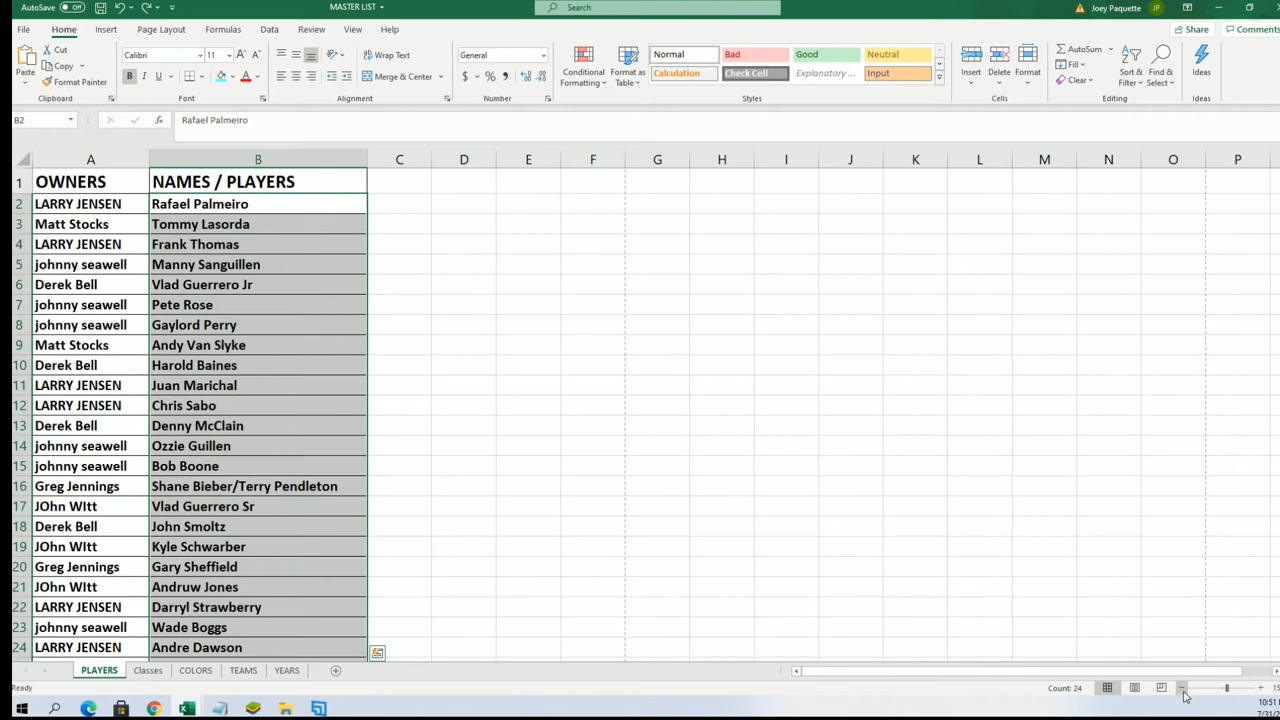 AutoSave Off MASTER LIST Search Joey Paquette JP
File Home Insert Page Layout Formulas Data Review View Help Share Comments
Paste Cut Copy Format Painter Clipboard
Calibri 11 B I U A A A Font
Wrap Text Merge & Center Alignment
General $ % , Number
Conditional Formatting Format as Table
Normal Bad Good Neutral
Calculation Check Cell Explanatory ... Input
Styles
Insert Delete Format Cells
AutoSum Fill Clear Sort & Filter Find & Select Editing
Ideas Ideas
B2 fx Rafael Palmeiro
A B C D E F G H I J K L M N O P
1 OWNERS NAMES / PLAYERS
2 LARRY JENSEN Rafael Palmeiro
3 Matt Stocks Tommy Lasorda
4 LARRY JENSEN Frank Thomas
5 johnny seawell Manny Sanguillen
6 Derek Bell Vlad Guerrero Jr
7 johnny seawell Pete Rose
8 johnny seawell Gaylord Perry
9 Matt Stocks Andy Van Slyke
10 Derek Bell Harold Baines
11 LARRY JENSEN Juan Marichal
12 LARRY JENSEN Chris Sabo
13 Derek Bell Denny McClain
14 johnny seawell Ozzie Guillen
15 johnny seawell Bob Boone
16 Greg Jennings Shane Bieber/Terry Pendleton
17 JOhn WItt Vlad Guerrero Sr
18 Derek Bell John Smoltz
19 JOhn WItt Kyle Schwarber
20 Greg Jennings Gary Sheffield
21 JOhn WItt Andruw Jones
22 LARRY JENSEN Darryl Strawberry
23 johnny seawell Wade Boggs
24 LARRY JENSEN Andre Dawson
PLAYERS Classes COLORS TEAMS YEARS
Ready Count: 24 15
10:51
7/31/2